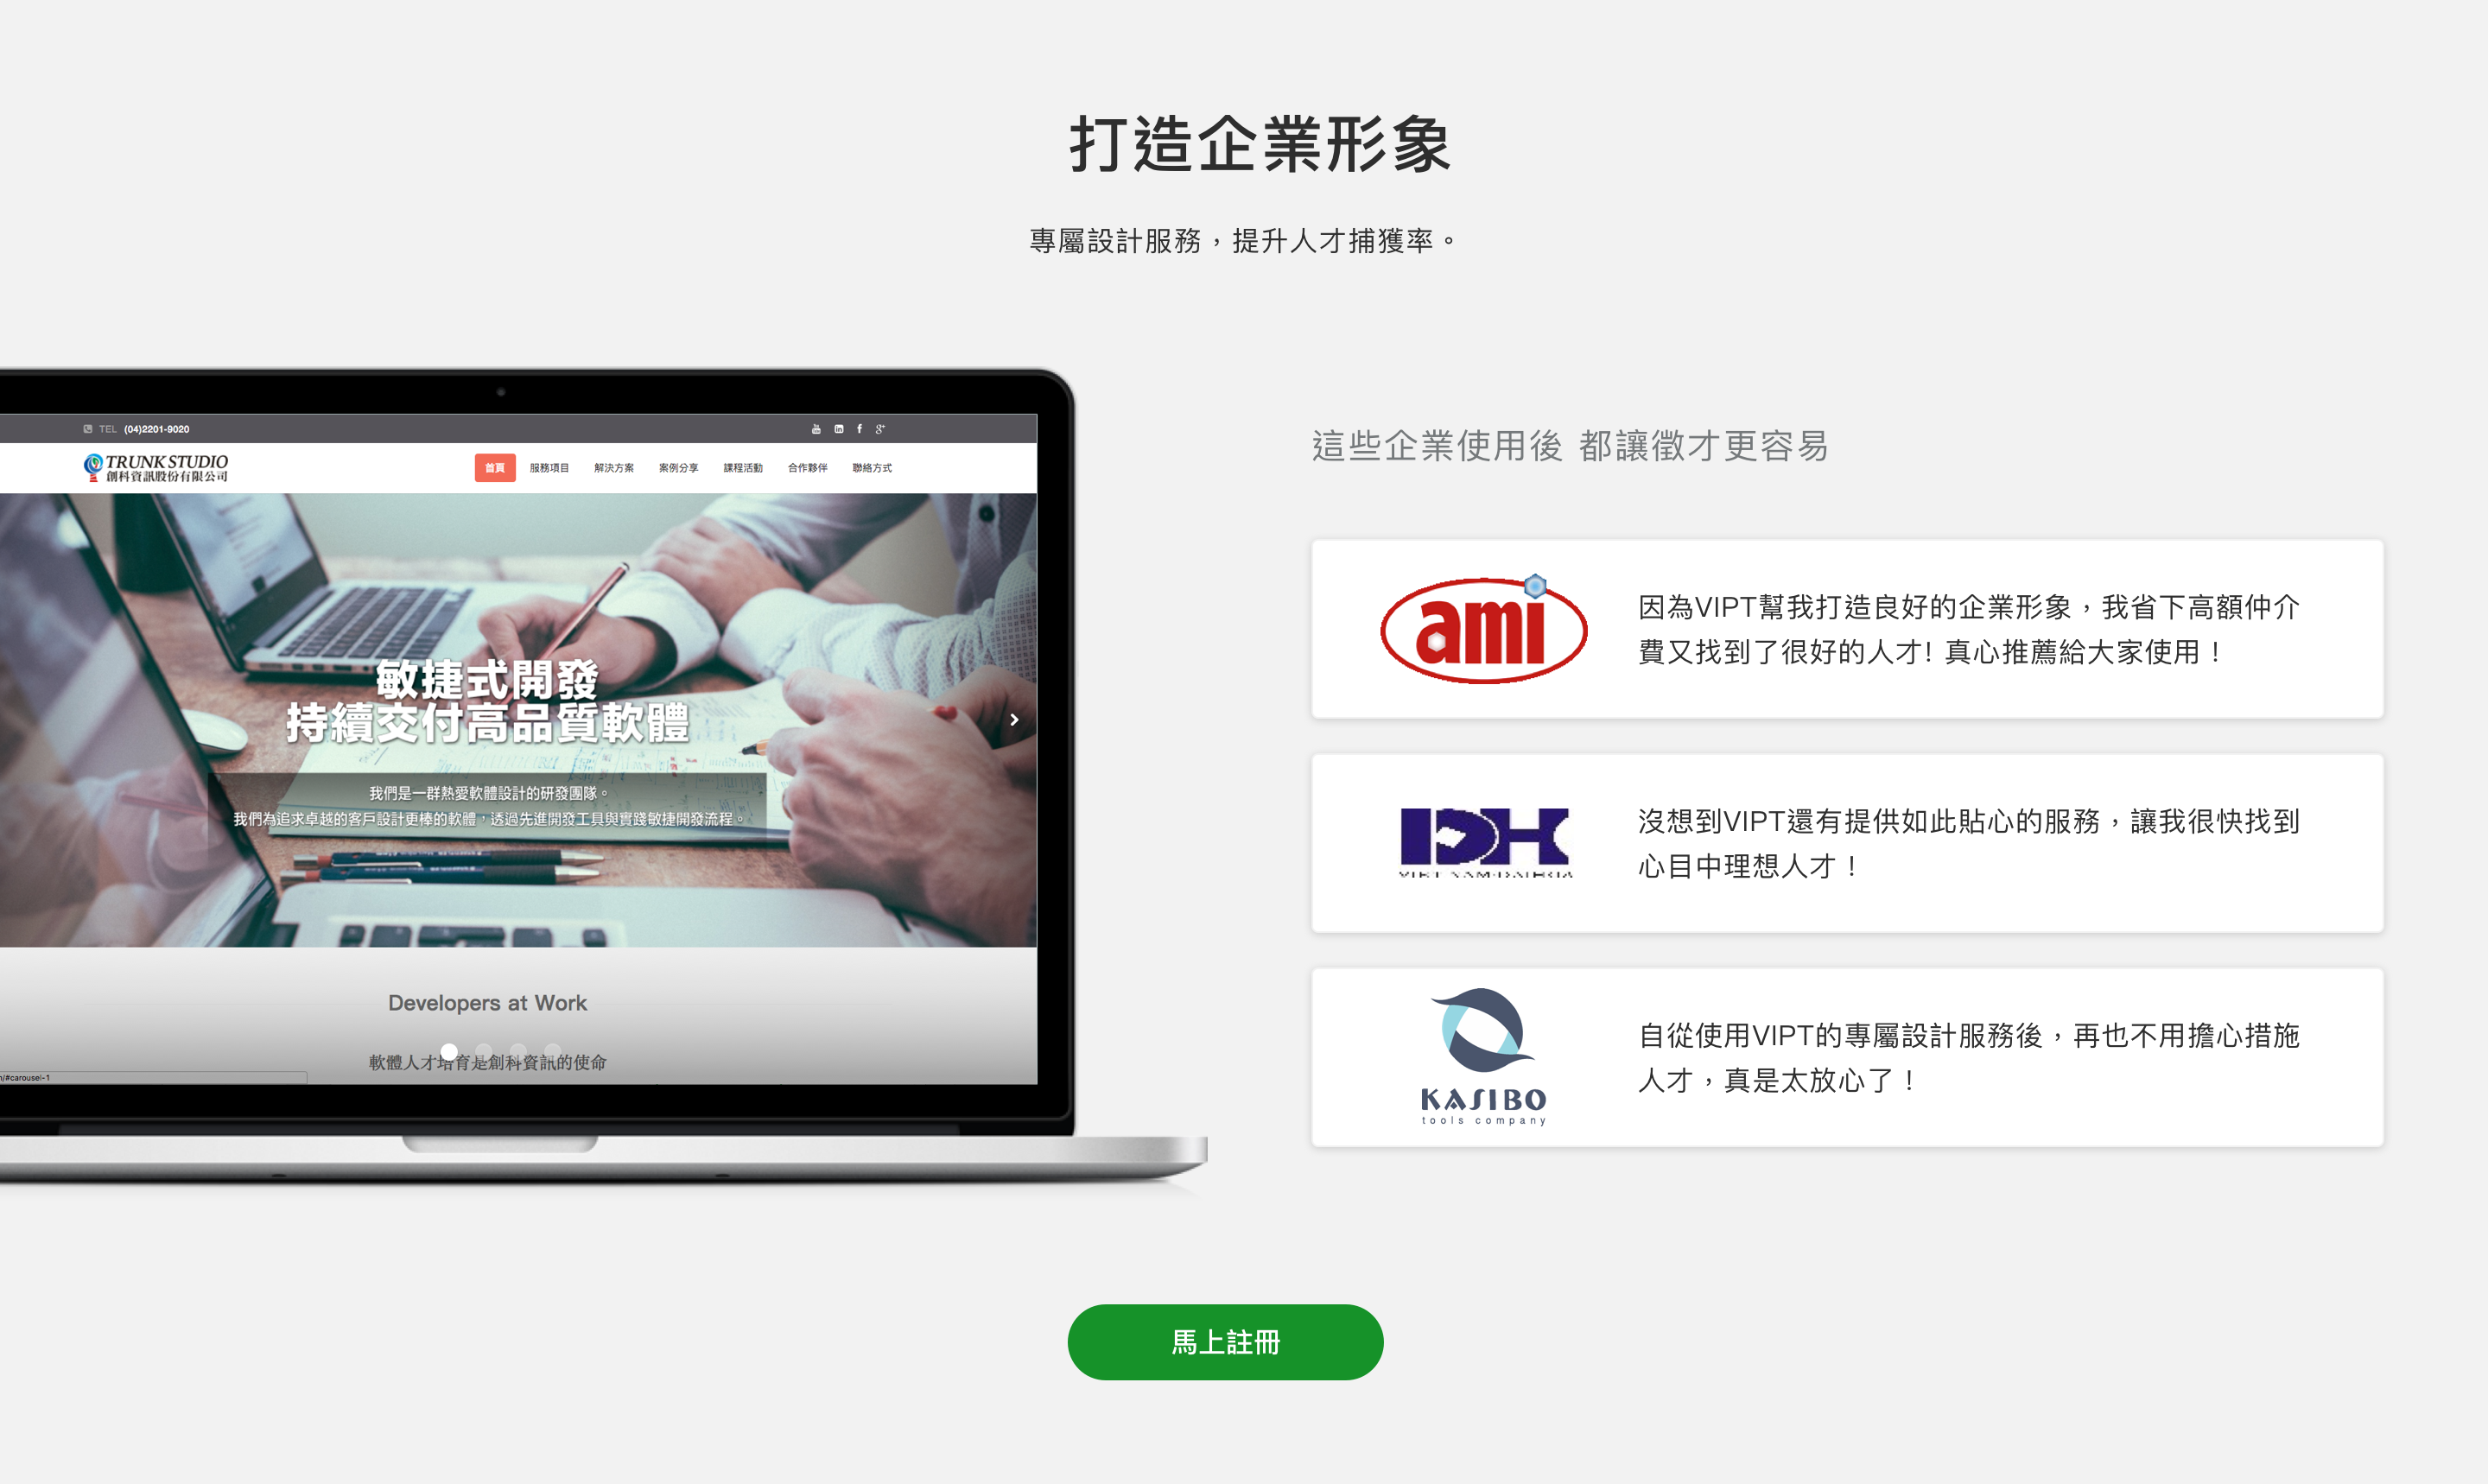 打造企業形象
專屬設計服務，提升人才捕獲率。
TEL (04)2201-9020
TRUNK STUDIO
創科資訊股份有限公司
首頁 服務項目 解決方案 案例分享 課程活動 合作夥伴 聯絡方式
敏捷式開發
持續交付高品質軟體
我們是一群熱愛軟體設計的研發團隊。
我們為追求卓越的客戶設計更棒的軟體，透過先進開發工具與實踐敏捷開發流程。
Developers at Work
軟體人才培育是創科資訊的使命
/#carousel-1
這些企業使用後 都讓徵才更容易
ami
因為VIPT幫我打造良好的企業形象，我省下高額仲介
費又找到了很好的人才! 真心推薦給大家使用！
沒想到VIPT還有提供如此貼心的服務，讓我很快找到
心目中理想人才！
KASIBO
tools company
自從使用VIPT的專屬設計服務後，再也不用擔心措施
人才，真是太放心了！
馬上註冊